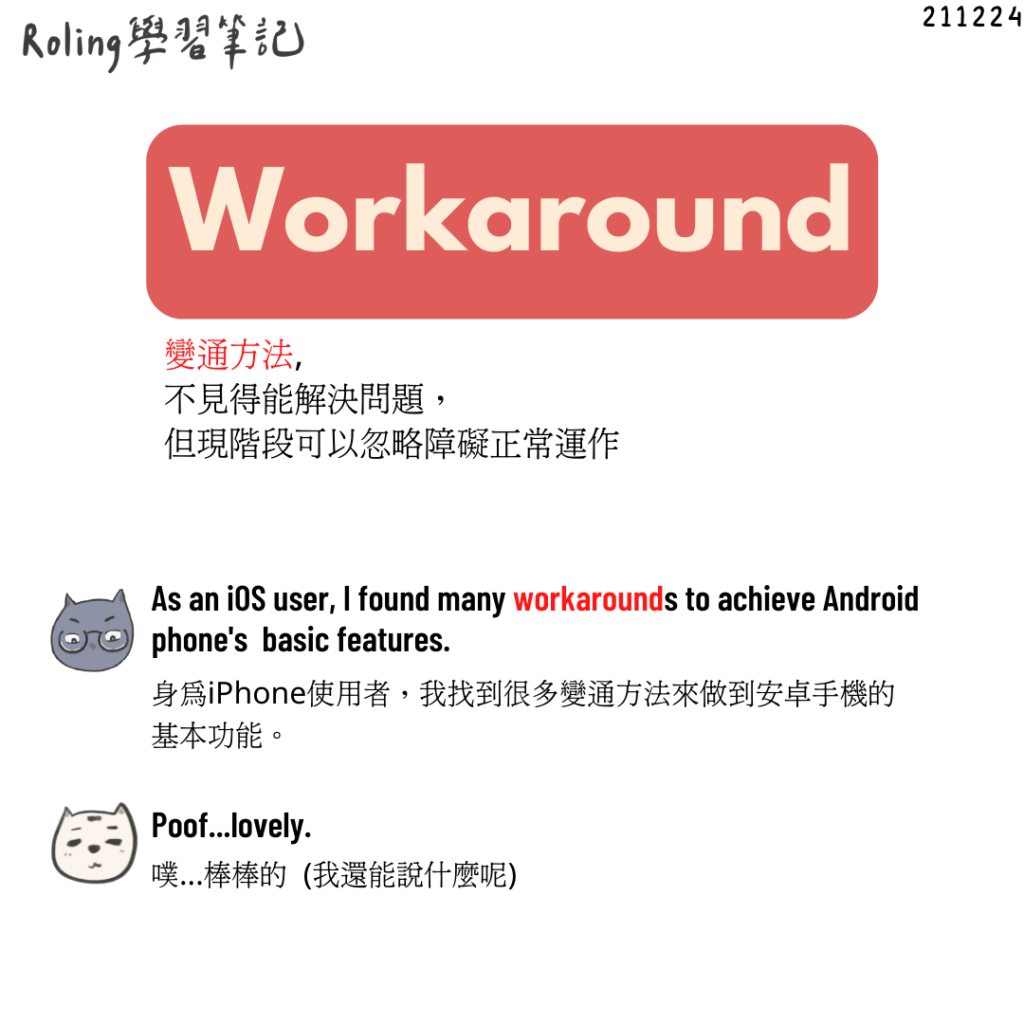 Roling學習筆記
211224
Workaround
變通方法,
不見得能解決問題，
但現階段可以忽略障礙正常運作
As an iOS user, I found many workarounds to achieve Android
phone's  basic features.
身為iPhone使用者，我找到很多變通方法來做到安卓手機的
基本功能。
Poof...lovely.
噗...棒棒的  (我還能說什麼呢)